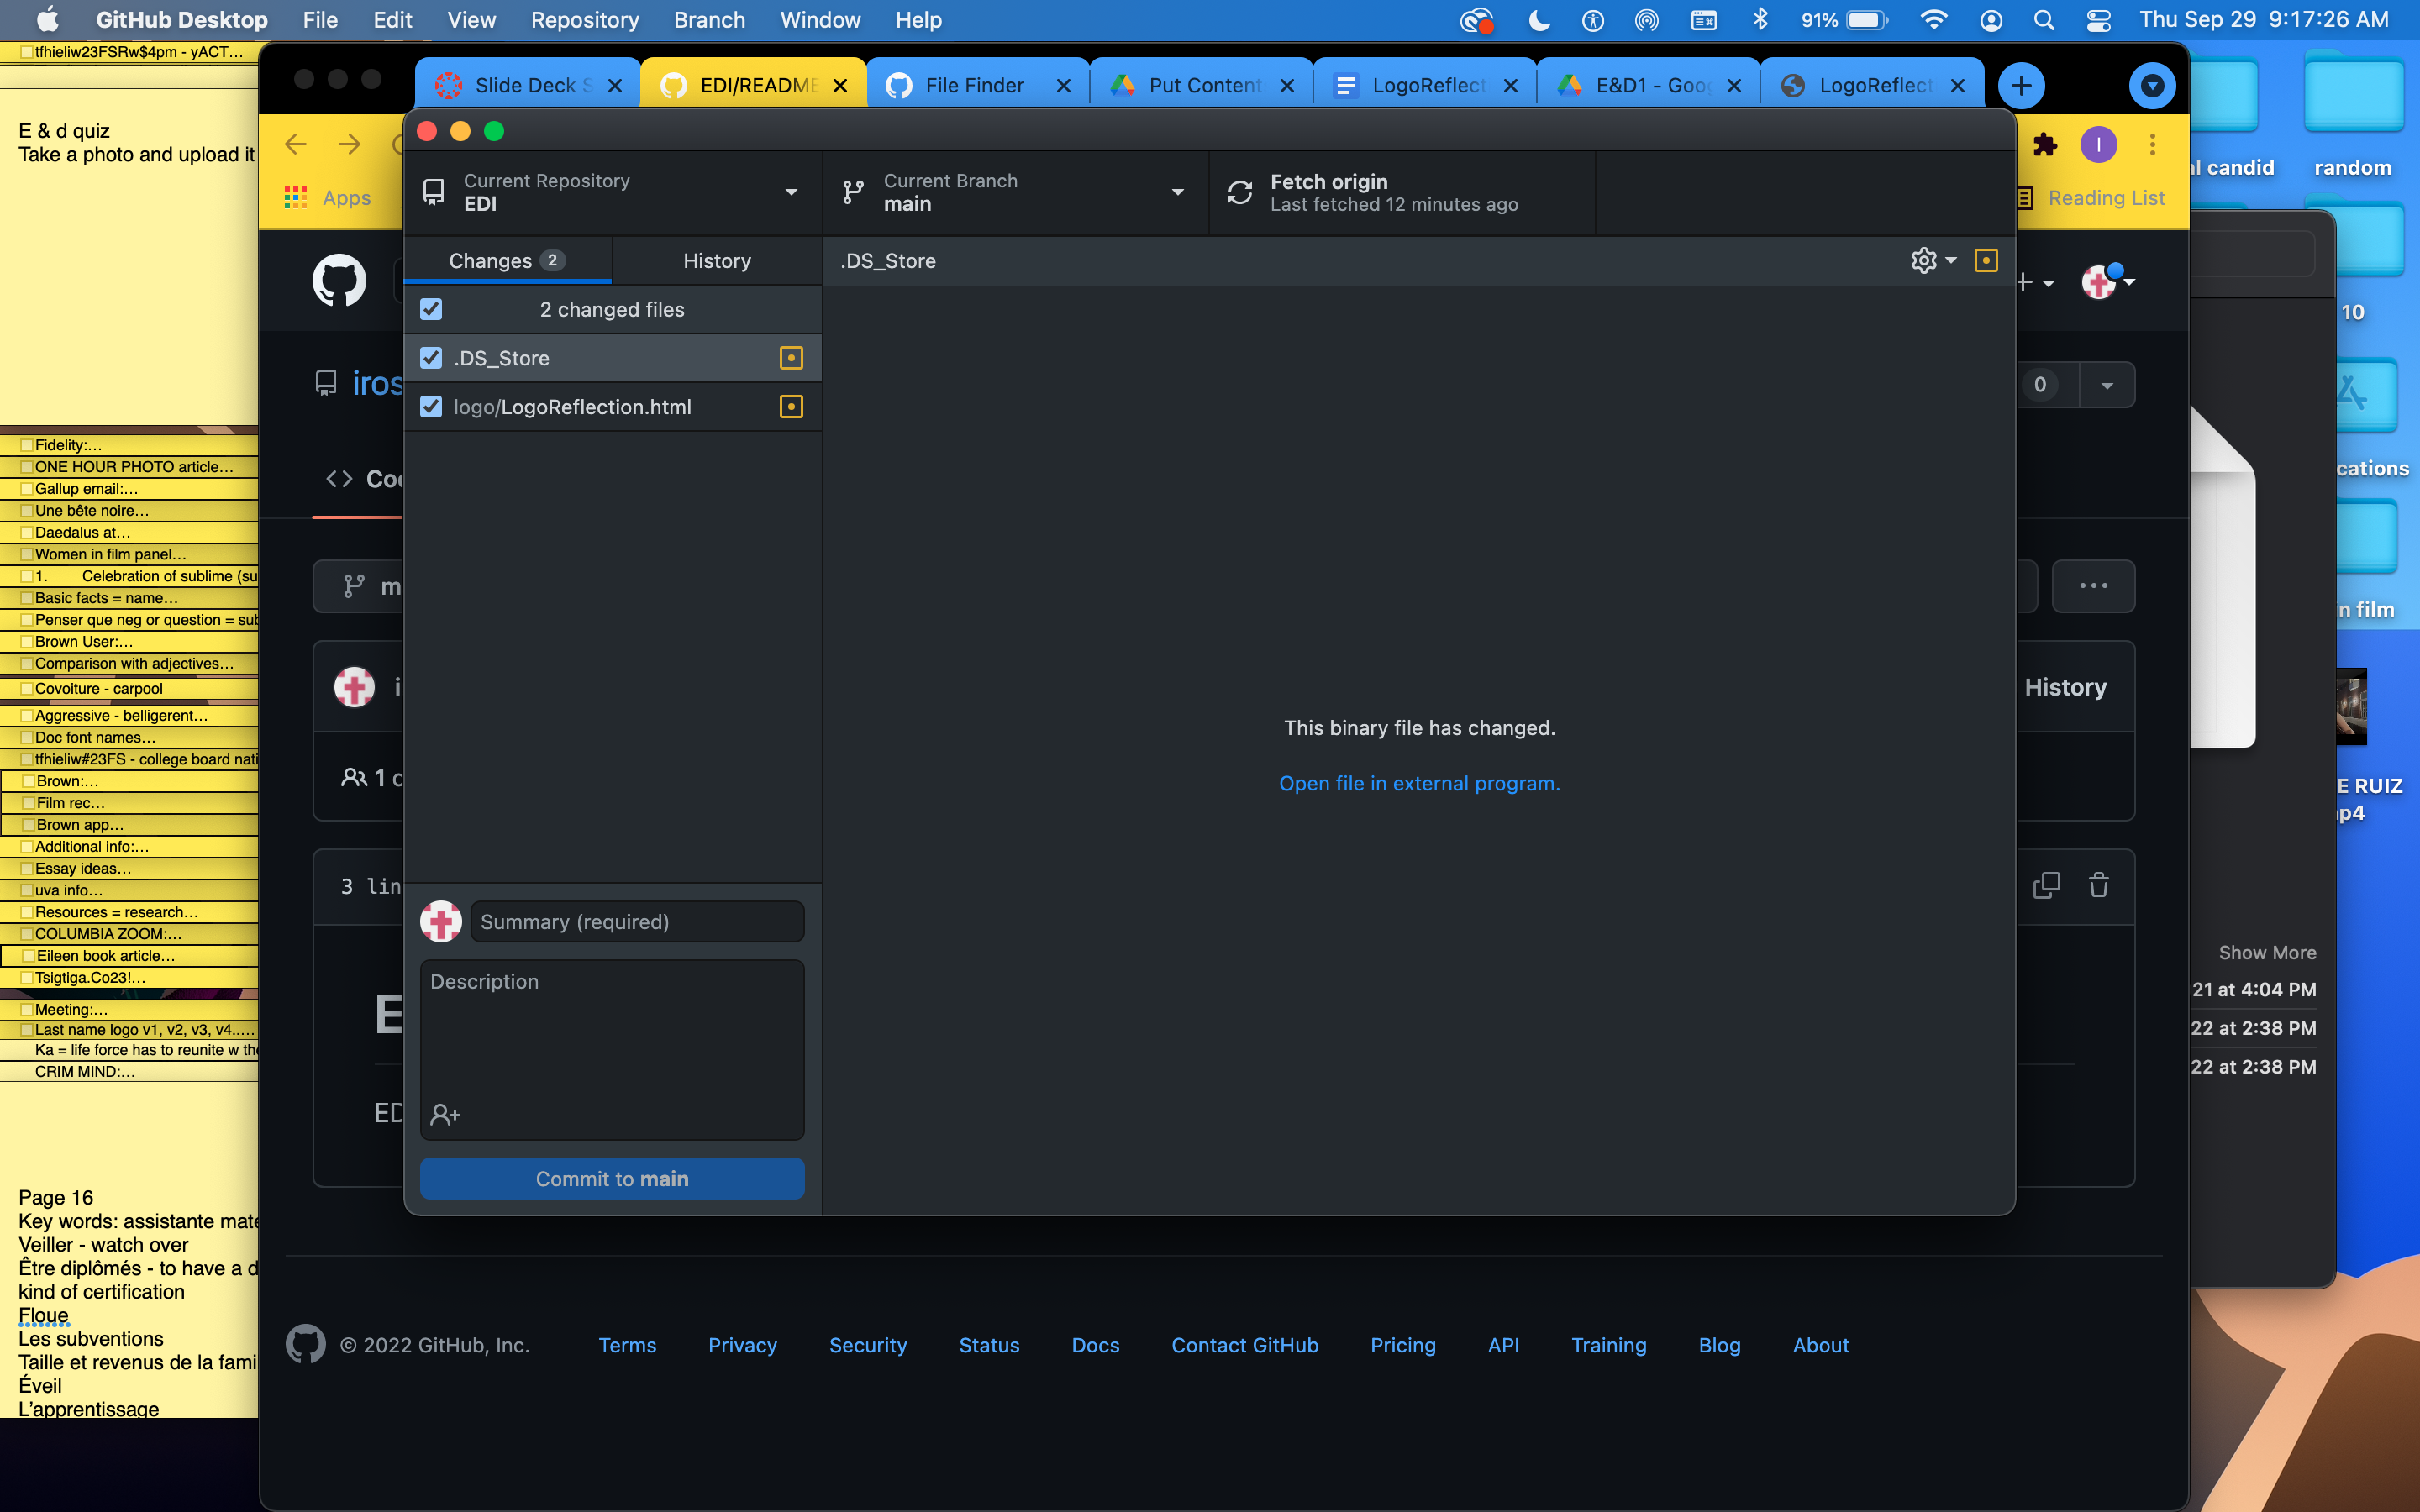 GitHub Desktop File Edit View Repository Branch Window Help 91% Thu Sep 29 9:17:26 AM
tfhieliw23FSRw$4pm - yACT...
E & d quiz
Take a photo and upload it
Fidelity:...
ONE HOUR PHOTO article...
Gallup email:...
Une bête noire...
Daedalus at...
Women in film panel...
1. Celebration of sublime (su
Basic facts = name...
Penser que neg or question = sub
Brown User:...
Comparison with adjectives...
Covoiture - carpool
Aggressive - belligerent...
Doc font names...
tfhieliw#23FS - college board nati
Brown:...
Film rec...
Brown app...
Additional info:...
Essay ideas...
uva info...
Resources = research...
COLUMBIA ZOOM:...
Eileen book article...
Tsigtiga.Co23!...
Meeting:...
Last name logo v1, v2, v3, v4.....
Ka = life force has to reunite w the
CRIM MIND:...
Page 16
Key words: assistante mate
Veiller - watch over
Être diplômés - to have a d
kind of certification
Floue
Les subventions
Taille et revenus de la fami
Éveil
L'apprentissage
Slide Deck S
EDI/README
File Finder
Put Content
LogoReflect
E&D1 - Goog
LogoReflect
Apps
I
Reading List
Current Repository
EDI
Current Branch
main
Fetch origin
Last fetched 12 minutes ago
Changes 2
History
.DS_Store
2 changed files
.DS_Store
logo/LogoReflection.html
This binary file has changed.
Open file in external program.
Summary (required)
Description
Commit to main
iros
Coc
m
i
1 c
3 lin
E
ED
0
History
© 2022 GitHub, Inc. Terms Privacy Security Status Docs Contact GitHub Pricing API Training Blog About
al candid
random
10
cations
n film
E RUIZ
p4
Show More
21 at 4:04 PM
22 at 2:38 PM
22 at 2:38 PM